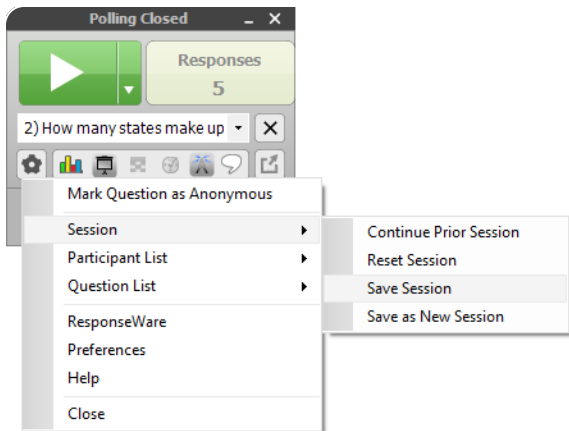 Polling Closed
Responses
5
2) How many states make up
Mark Question as Anonymous
Session
Participant List
Question List
ResponseWare
Preferences
Help
Close
Continue Prior Session
Reset Session
Save Session
Save as New Session